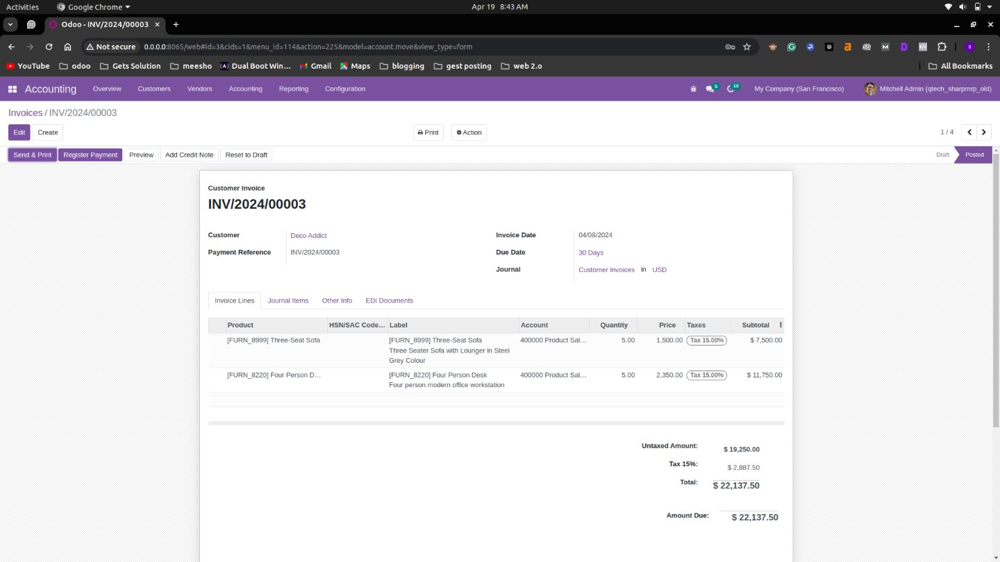 Activities Google Chrome Apr 19 8:43 AM
Odoo - INV/2024/00003
Not secure 0.0.0.0:8065/web#id=3&cids=1&menu_id=114&action=225&model=account.move&view_type=form
YouTube odoo Gets Solution meesho Dual Boot Win... Gmail Maps blogging gest posting web 2.o All Bookmarks
Accounting Overview Customers Vendors Accounting Reporting Configuration 5 10 My Company (San Francisco) Mitchell Admin (qtech_sharpmrp_old)
Invoices / INV/2024/00003
Edit Create Print Action 1 / 4
Send & Print Register Payment Preview Add Credit Note Reset to Draft Draft Posted
Customer Invoice
INV/2024/00003
Customer Deco Addict Invoice Date 04/08/2024
Payment Reference INV/2024/00003 Due Date 30 Days
Journal Customer Invoices in USD
Invoice Lines Journal Items Other Info EDI Documents
Product HSN/SAC Code... Label Account Quantity Price Taxes Subtotal
[FURN_8999] Three-Seat Sofa [FURN_8999] Three-Seat Sofa 400000 Product Sal... 5.00 1,500.00 Tax 15.00% $ 7,500.00
Three Seater Sofa with Lounger in Steel
Grey Colour
[FURN_8220] Four Person D... [FURN_8220] Four Person Desk 400000 Product Sal... 5.00 2,350.00 Tax 15.00% $ 11,750.00
Four person modern office workstation
Untaxed Amount: $ 19,250.00
Tax 15%: $ 2,887.50
Total: $ 22,137.50
Amount Due: $ 22,137.50